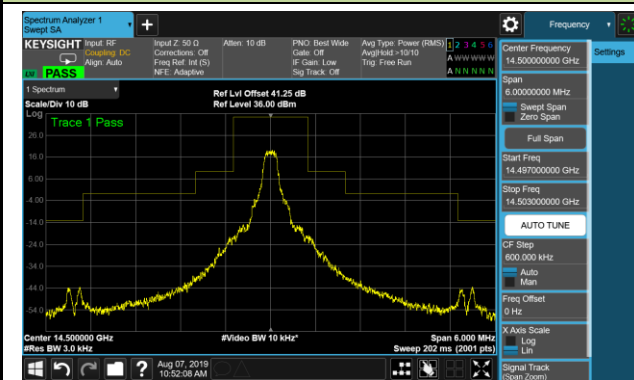 Spectrum Analyzer 1
Swept SA
+
Frequency
KEYSIGHT
Input: RF
Coupling: DC
Align: Auto
PASS
Input Z: 50 Ω
Corrections: Off
Freq Ref: Int (S)
NFE: Adaptive
Atten: 10 dB
PNO: Best Wide
Gate: Off
IF Gain: Low
Sig Track: Off
Avg Type: Power (RMS)
Avg|Hold:>10/10
Trig: Free Run
1 2 3 4 5 6
A W W W W W
A N N N N N
Settings
Center Frequency
14.500000000 GHz
Span
6.00000000 MHz
Swept Span
Zero Span
Full Span
Start Freq
14.497000000 GHz
Stop Freq
14.503000000 GHz
AUTO TUNE
CF Step
600.000 kHz
Auto
Man
Freq Offset
0 Hz
X Axis Scale
Log
Lin
Signal Track
(Span Zoom)
1 Spectrum
Scale/Div 10 dB
Ref Lvl Offset 41.25 dB
Ref Level 36.00 dBm
Log
Trace 1 Pass
26.0
16.0
6.00
-4.00
-14.0
-24.0
-34.0
-44.0
-54.0
Center 14.500000 GHz
#Res BW 3.0 kHz
#Video BW 10 kHz*
Span 6.000 MHz
Sweep 202 ms (2001 pts)
?
Aug 07, 2019
10:52:08 AM